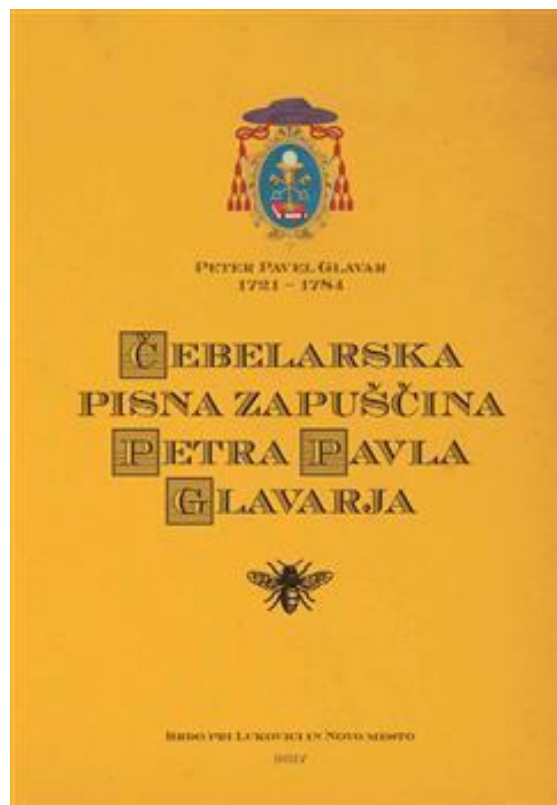 PETER PAVEL GLAVAR
1721 – 1784
ČEBELARSKA
PISNA ZAPUŠČINA
PETRA PAVLA
GLAVARJA
BRDO PRI LUKOVICI IN NOVO MESTO